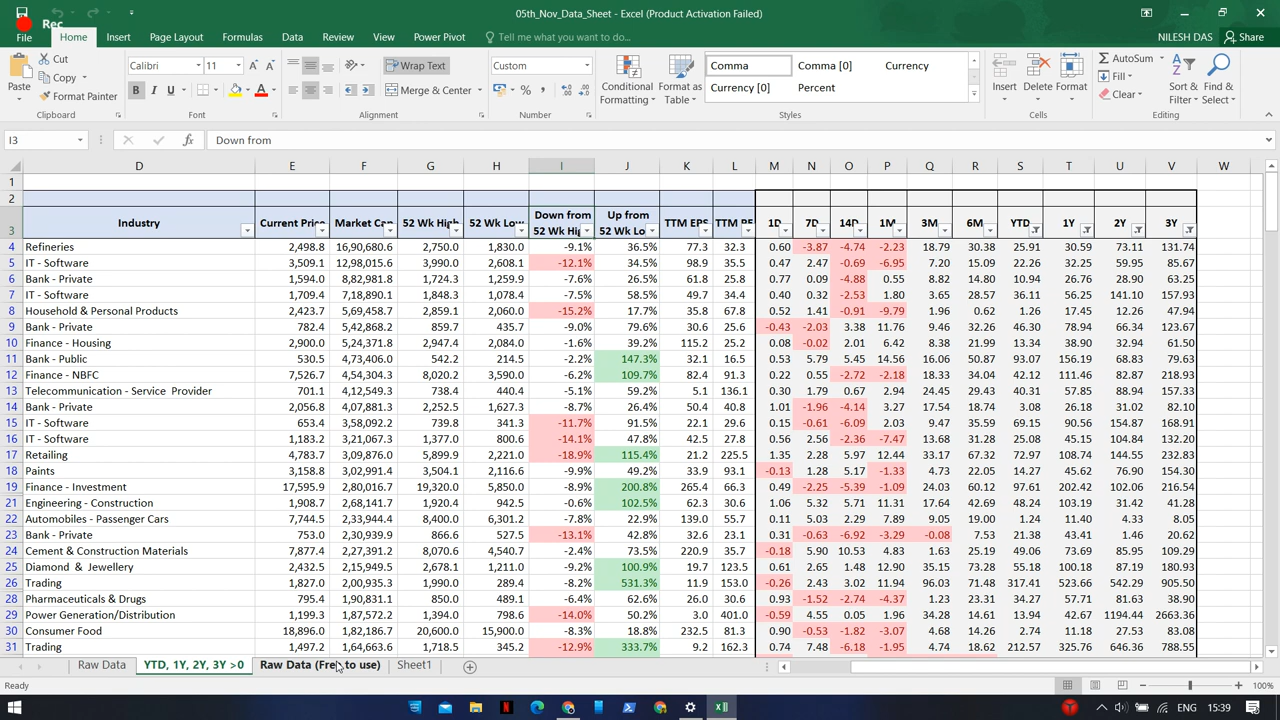 Rec
05th_Nov_Data_Sheet - Excel (Product Activation Failed)
File Home Insert Page Layout Formulas Data Review View Power Pivot Tell me what you want to do... NILESH DAS Share
Paste Cut Copy Format Painter Clipboard
Calibri 11 B I U A Font
Wrap Text Merge & Center Alignment
Custom % , Number
Conditional Formatting Format as Table
Comma Comma [0] Currency
Currency [0] Percent
Styles
Insert Delete Format Cells
AutoSum Fill Clear Sort & Filter Find & Select Editing
I3 fx Down from
D E F G H I J K L M N O P Q R S T U V W
1
2
3 Industry Current Pric Market Cap 52 Wk High 52 Wk Low Down from 52 Wk Hig Up from 52 Wk Lo TTM EPS TTM PE 1D 7D 14D 1M 3M 6M YTD 1Y 2Y 3Y
4 Refineries 2,498.8 16,90,680.6 2,750.0 1,830.0 -9.1% 36.5% 77.3 32.3 0.60 -3.87 -4.74 -2.23 18.79 30.38 25.91 30.59 73.11 131.74
5 IT - Software 3,509.1 12,98,015.6 3,990.0 2,608.1 -12.1% 34.5% 98.9 35.5 0.47 2.47 -0.69 -6.95 7.20 15.09 22.26 32.25 59.95 85.67
6 Bank - Private 1,594.0 8,82,981.8 1,724.3 1,259.9 -7.6% 26.5% 61.8 25.8 0.77 0.09 -4.88 0.55 8.82 14.80 10.94 26.76 28.90 63.25
7 IT - Software 1,709.4 7,18,890.1 1,848.3 1,078.4 -7.5% 58.5% 49.7 34.4 0.40 0.32 -2.53 1.80 3.65 28.57 36.11 56.25 141.10 157.93
8 Household & Personal Products 2,423.7 5,69,458.7 2,859.1 2,060.0 -15.2% 17.7% 35.8 67.8 0.52 1.41 -0.91 -9.79 1.96 0.62 1.26 17.45 12.26 47.94
9 Bank - Private 782.4 5,42,868.2 859.7 435.7 -9.0% 79.6% 30.6 25.6 -0.43 -2.03 3.38 11.76 9.46 32.26 46.30 78.94 66.34 123.67
10 Finance - Housing 2,900.0 5,24,371.8 2,947.4 2,084.0 -1.6% 39.2% 115.2 25.2 0.08 -0.02 2.01 6.42 8.38 21.99 13.34 38.90 32.94 61.50
11 Bank - Public 530.5 4,73,406.0 542.2 214.5 -2.2% 147.3% 32.1 16.5 0.53 5.79 5.45 14.56 16.06 50.87 93.07 156.19 68.83 79.63
12 Finance - NBFC 7,526.7 4,54,304.3 8,020.2 3,590.0 -6.2% 109.7% 82.4 91.3 0.22 0.55 -2.72 -2.18 18.33 34.04 42.12 111.46 82.87 218.93
13 Telecommunication - Service Provider 701.1 4,12,549.3 738.4 440.4 -5.1% 59.2% 5.1 136.1 0.30 1.79 0.67 2.94 24.45 29.43 40.31 57.85 88.94 157.33
14 Bank - Private 2,056.8 4,07,881.3 2,252.5 1,627.3 -8.7% 26.4% 50.4 40.8 1.01 -1.96 -4.14 3.27 17.54 18.74 3.08 26.18 31.02 82.10
15 IT - Software 653.4 3,58,092.2 739.8 341.3 -11.7% 91.5% 22.1 29.6 0.15 -0.61 -6.09 2.03 9.47 35.59 69.15 90.56 154.87 168.91
16 IT - Software 1,183.2 3,21,067.3 1,377.0 800.6 -14.1% 47.8% 42.5 27.8 0.56 2.56 -2.36 -7.47 13.68 31.28 25.08 45.15 104.84 132.20
17 Retailing 4,783.7 3,09,876.0 5,899.9 2,221.0 -18.9% 115.4% 21.2 225.5 1.35 2.28 5.97 12.44 33.17 67.32 72.97 108.74 144.55 232.83
18 Paints 3,158.8 3,02,991.4 3,504.1 2,116.6 -9.9% 49.2% 33.9 93.1 -0.13 1.28 5.17 -1.33 4.73 22.05 14.27 45.62 76.90 154.30
19 Finance - Investment 17,595.9 2,80,016.7 19,320.0 5,850.0 -8.9% 200.8% 265.4 66.3 0.49 -2.25 -5.39 -1.09 24.03 60.12 97.61 202.42 102.06 216.54
21 Engineering - Construction 1,908.7 2,68,141.7 1,920.4 942.5 -0.6% 102.5% 62.3 30.6 1.06 5.32 5.71 11.31 17.64 42.69 48.24 103.19 31.92 41.28
22 Automobiles - Passenger Cars 7,744.5 2,33,944.4 8,400.0 6,301.2 -7.8% 22.9% 139.0 55.7 0.11 5.03 2.29 7.89 9.05 19.00 1.24 11.40 4.33 8.05
23 Bank - Private 753.0 2,30,939.9 866.6 527.5 -13.1% 42.8% 32.6 23.1 0.31 -0.63 -6.92 -3.29 -0.08 7.53 21.38 43.41 1.46 20.62
24 Cement & Construction Materials 7,877.4 2,27,391.2 8,070.6 4,540.7 -2.4% 73.5% 220.9 35.7 -0.18 5.90 10.53 4.83 1.63 25.19 49.06 73.69 85.95 109.29
25 Diamond & Jewellery 2,432.5 2,15,949.5 2,678.1 1,211.0 -9.2% 100.9% 19.7 123.5 0.61 2.65 1.48 12.90 35.15 73.28 55.18 100.18 87.19 180.93
26 Trading 1,827.0 2,00,935.3 1,990.0 289.4 -8.2% 531.3% 11.9 153.0 -0.26 2.43 3.02 11.94 96.03 71.48 317.41 523.66 542.29 905.50
28 Pharmaceuticals & Drugs 795.4 1,90,831.1 850.0 489.1 -6.4% 62.6% 26.0 30.6 0.93 -1.52 -2.74 -4.37 1.23 23.31 34.27 57.71 81.63 38.90
29 Power Generation/Distribution 1,199.3 1,87,572.2 1,394.0 798.6 -14.0% 50.2% 3.0 401.0 -0.59 4.55 0.05 1.96 34.28 14.61 13.94 42.67 1194.44 2663.36
30 Consumer Food 18,896.0 1,82,186.7 20,600.0 15,900.0 -8.3% 18.8% 232.5 81.3 0.90 -0.53 -1.82 -3.07 4.68 14.26 2.74 11.18 27.53 83.08
31 Trading 1,497.2 1,64,663.6 1,718.5 345.2 -12.9% 333.7% 9.2 162.3 0.74 7.48 -6.18 -1.95 4.74 1.68 212.57 325.76 346.64 788.55
Raw Data YTD, 1Y, 2Y, 3Y >0 Raw Data (Free to use) Sheet1
Ready 100%
ENG 15:39